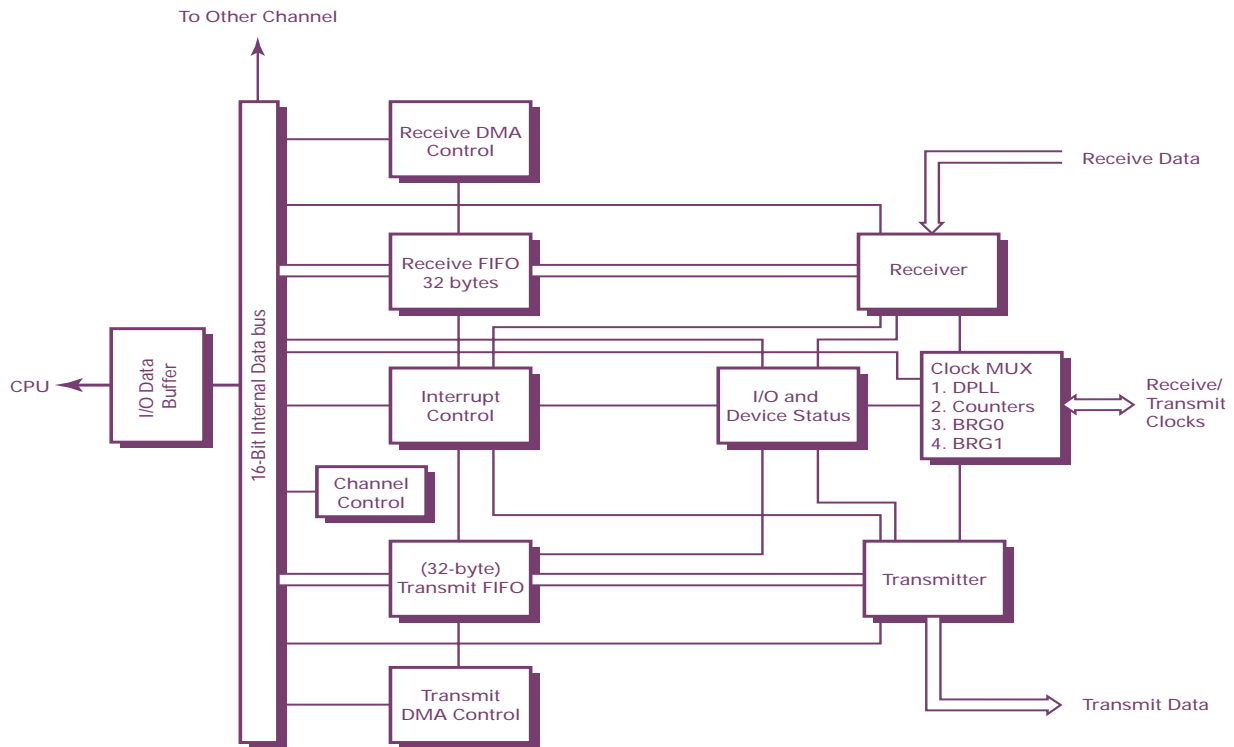 To Other Channel
Receive DMA
Control
Receive Data
Receive FIFO
32 bytes
Receiver
16-Bit Internal Data bus
CPU
I/O Data
Buffer
Interrupt
Control
I/O and
Device Status
Clock MUX
1. DPLL
2. Counters
3. BRG0
4. BRG1
Receive/
Transmit
Clocks
Channel
Control
(32-byte)
Transmit FIFO
Transmitter
Transmit
DMA Control
Transmit Data